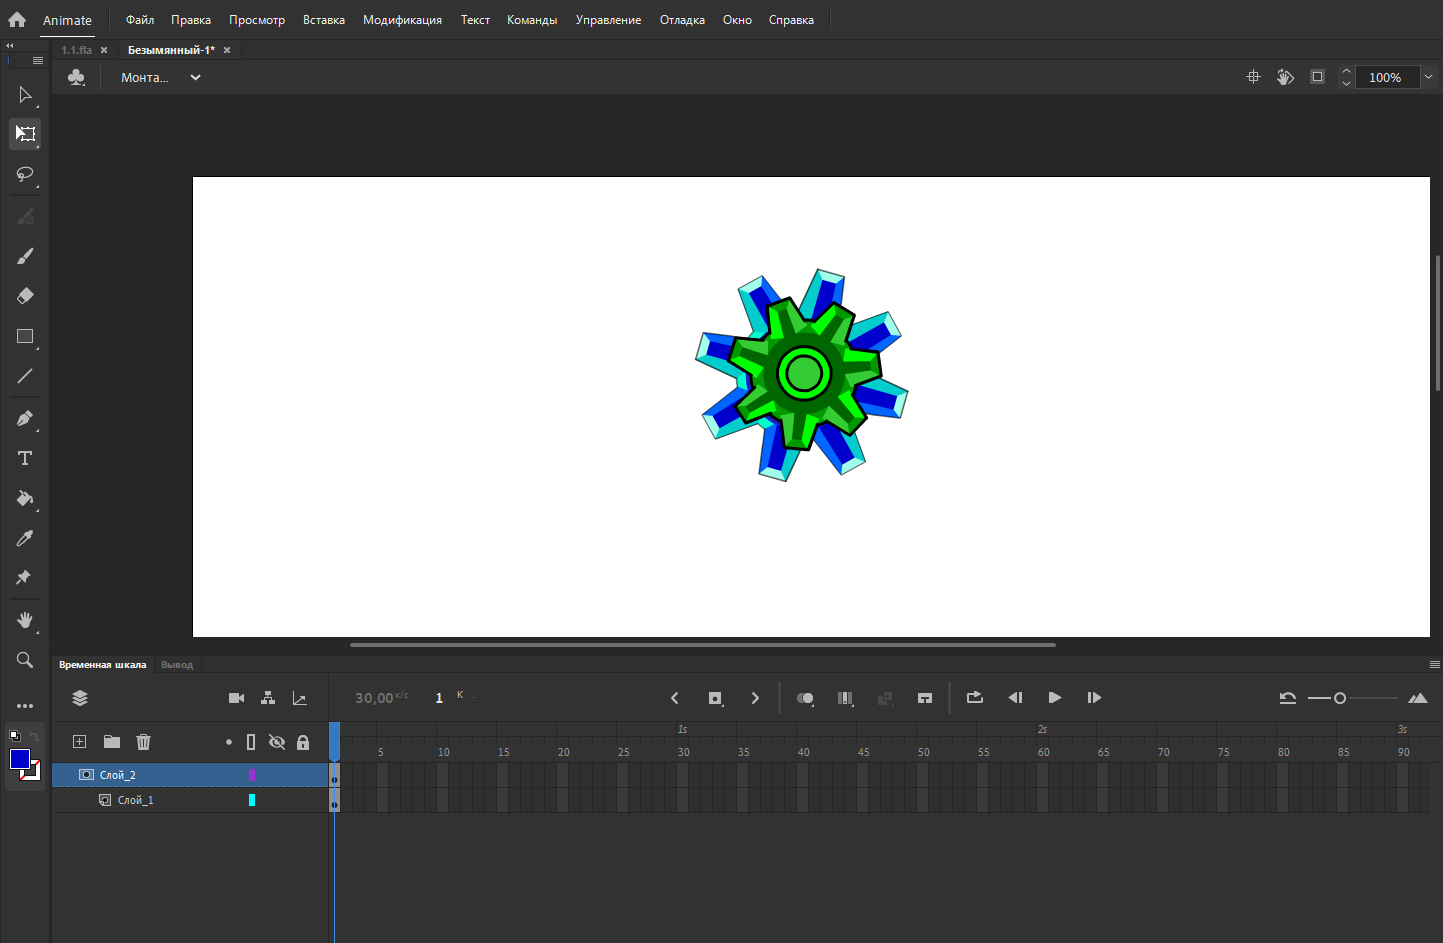 Animate Файл Правка Просмотр Вставка Модификация Текст Команды Управление Отладка Окно Справка
1.1.fla Безымянный-1*
Монта... 100%
Временная шкала Вывод
30,00 к/с 1 К
1s 2s 3s
5 10 15 20 25 30 35 40 45 50 55 60 65 70 75 80 85 90
Слой_2
Слой_1